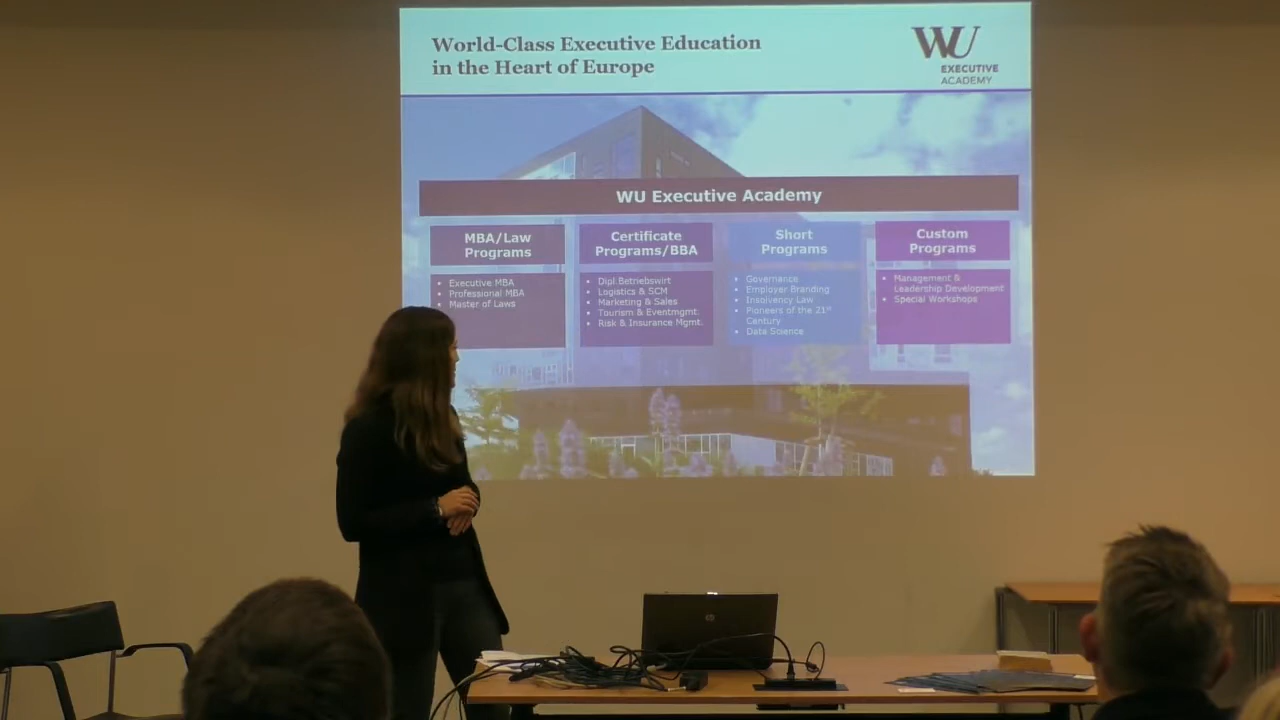 World-Class Executive Education
in the Heart of Europe
WU
EXECUTIVE
ACADEMY
WU Executive Academy
MBA/Law
Programs
• Executive MBA
• Professional MBA
• Master of Laws
Certificate
Programs/BBA
• Dipl.Betriebswirt
• Logistics & SCM
• Marketing & Sales
• Tourism & Eventmgmt.
• Risk & Insurance Mgmt.
Short
Programs
• Governance
• Employer Branding
• Insolvency Law
• Pioneers of the 21st
Century
• Data Science
Custom
Programs
• Management &
Leadership Development
• Special Workshops
hp